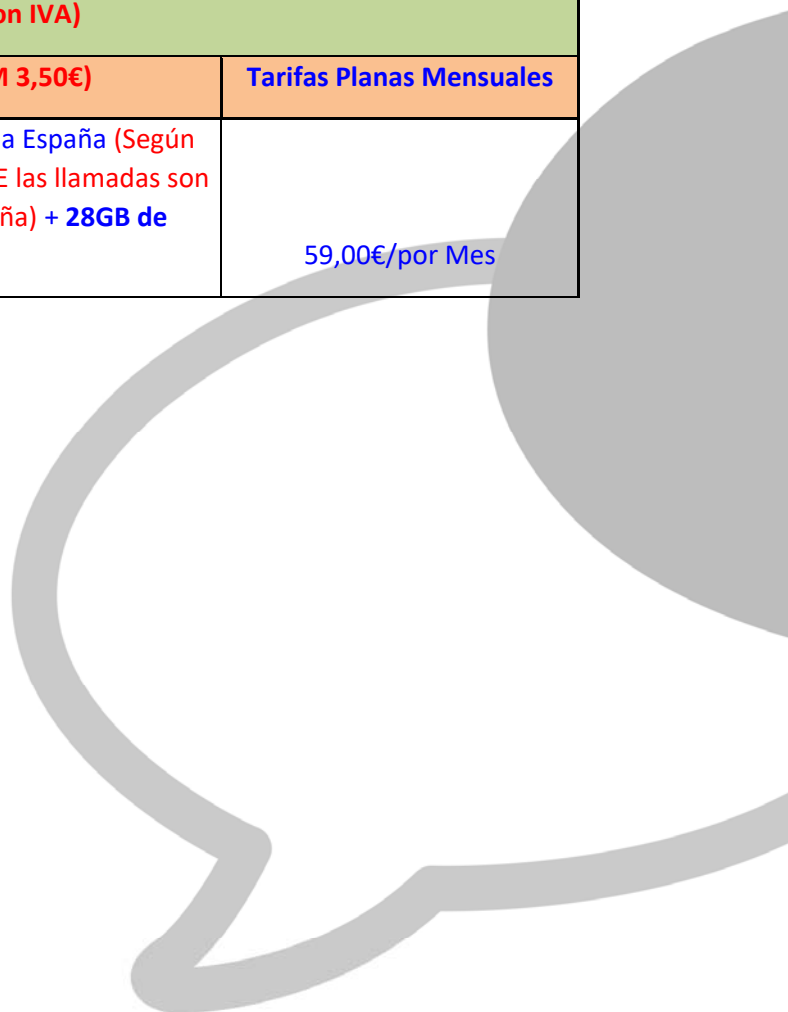 on IVA)
M 3,50€) Tarifas Planas Mensuales
a España (Según
E las llamadas son
ña) + 28GB de
59,00€/por Mes